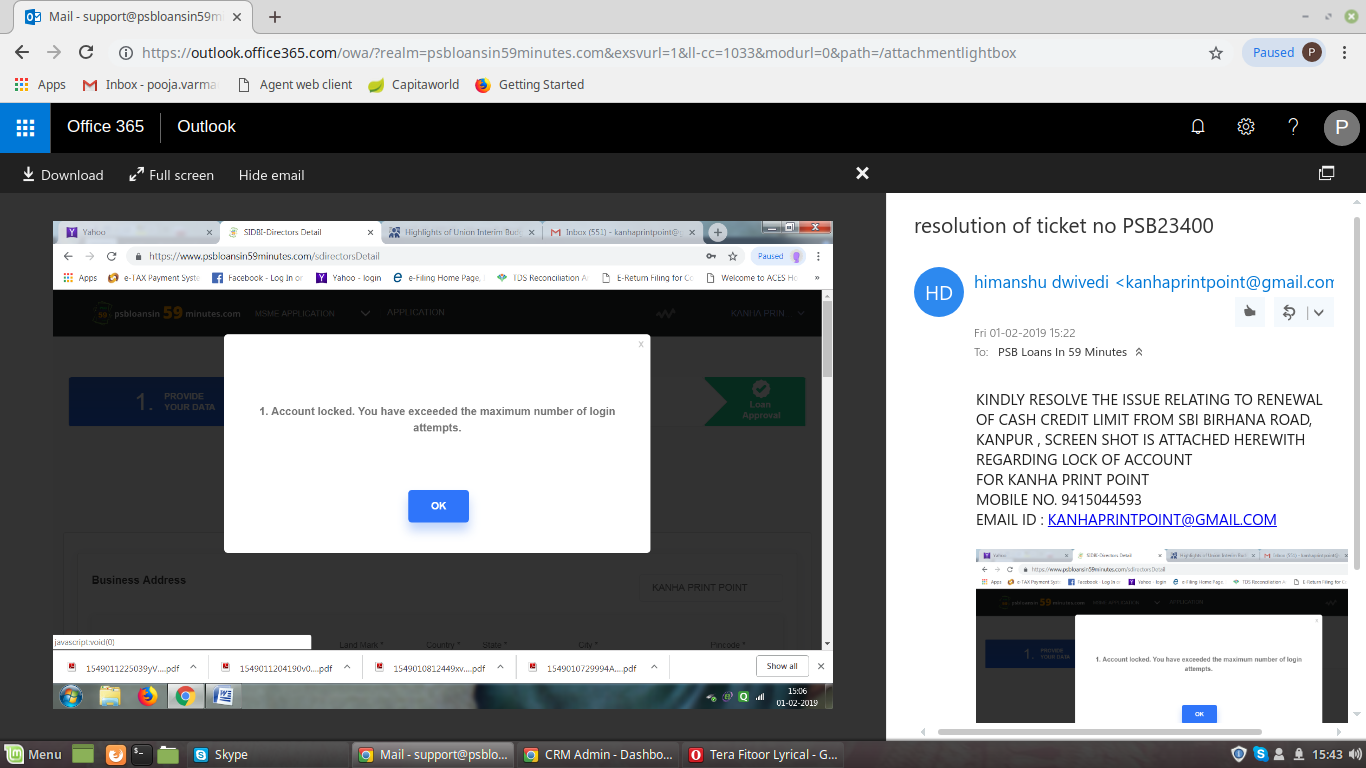 Mail - support@psbloansin59m
https://outlook.office365.com/owa/?realm=psbloansin59minutes.com&exsvurl=1&ll-cc=1033&modurl=0&path=/attachmentlightbox
Paused P
Apps Inbox - pooja.varma Agent web client Capitaworld Getting Started
Office 365 Outlook
P
Download Full screen Hide email
Yahoo SIDBI-Directors Detail Highlights of Union Interim Bud Inbox (551) - kanhaprintpoint@
https://www.psbloansin59minutes.com/sdirectorsDetail
Paused
Apps e-TAX Payment Syste Facebook - Log In or Yahoo - login e-Filing Home Page, TDS Reconciliation A E-Return Filing for Co Welcome to ACES Ho
psbloansin 59 minutes.com MSME APPLICATION APPLICATION KANHA PRIN
x
1. PROVIDE
YOUR DATA
Loan
Approval
1. Account locked. You have exceeded the maximum number of login
attempts.
OK
Business Address
KANHA PRINT POINT
javascript:void(0)
Land Mark * Country * State * City * Pincode *
1549011225039yV....pdf 1549011204190v0....pdf 1549010812449xv....pdf 1549010729994A....pdf Show all
15:06
01-02-2019
resolution of ticket no PSB23400
HD
himanshu dwivedi <kanhaprintpoint@gmail.com
Fri 01-02-2019 15:22
To: PSB Loans In 59 Minutes
KINDLY RESOLVE THE ISSUE RELATING TO RENEWAL
OF CASH CREDIT LIMIT FROM SBI BIRHANA ROAD,
KANPUR , SCREEN SHOT IS ATTACHED HEREWITH
REGARDING LOCK OF ACCOUNT
FOR KANHA PRINT POINT
MOBILE NO. 9415044593
EMAIL ID : KANHAPRINTPOINT@GMAIL.COM
Yahoo SIDBI-Directors Detail Highlights of Union Interim Bud
https://www.psbloansin59minutes.com/sdirectorsDetail
Apps e-TAX Payment Syste Facebook - Log In or Yahoo - login e-Filing Home Page, TDS Reconciliation A E-Return Filing for Co
psbloansin 59 minutes.com
1. PROVIDE
YOUR DATA
1. Account locked. You have exceeded the maximum number of login
attempts.
OK
Menu Skype Mail - support@psblo... CRM Admin - Dashbo... Tera Fitoor Lyrical - G... 15:43